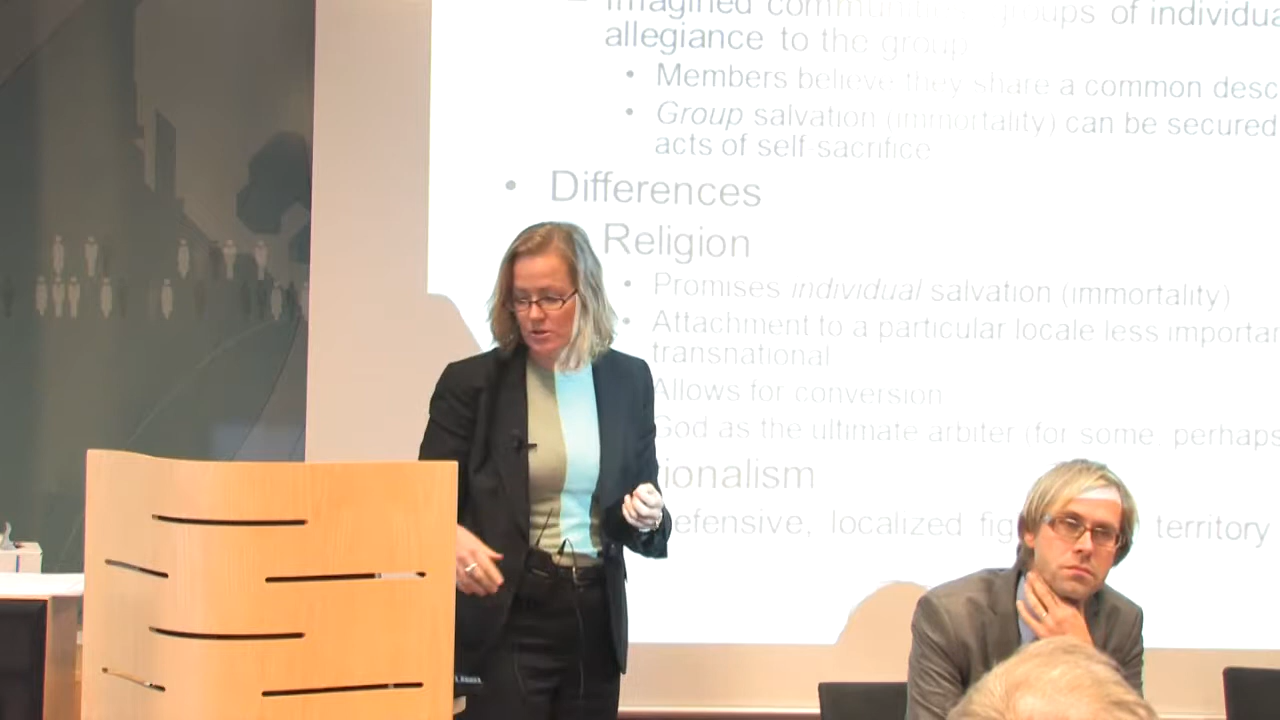 – Imagined communities: groups of individua
allegiance to the group
• Members believe they share a common desc
• Group salvation (immortality) can be secured
acts of self-sacrifice
• Differences
Religion
• Promises individual salvation (immortality)
• Attachment to a particular locale less importan
transnational
Allows for conversion
God as the ultimate arbiter (for some perhaps
ionalism
efensive, localized fig territory